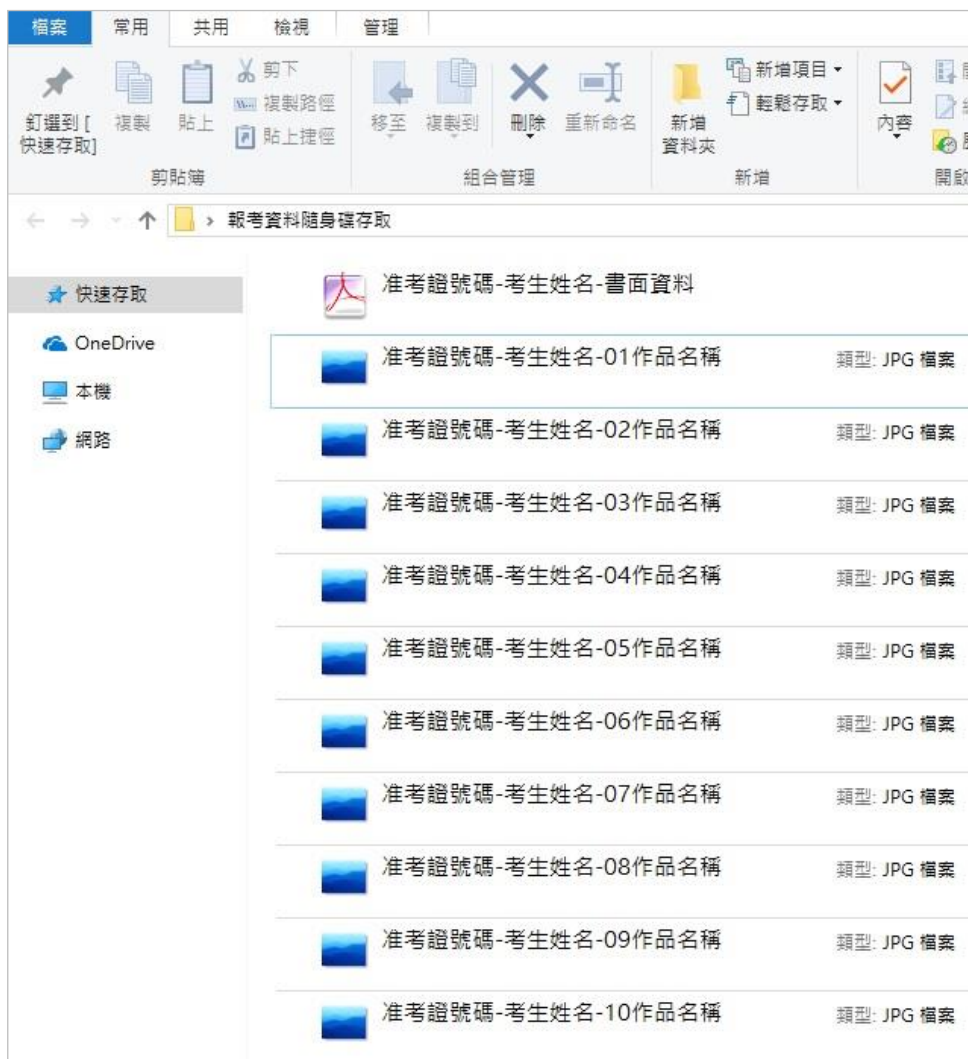 檔案 常用 共用 檢視 管理
剪下
複製路徑
貼上捷徑
釘選到 [
快速存取]
複製
貼上
剪貼簿
移至
複製到
刪除
重新命名
組合管理
新增
資料夾
新增項目
輕鬆存取
新增
內容
開啟
報考資料隨身碟存取
快速存取
OneDrive
本機
網路
准考證號碼-考生姓名-書面資料
准考證號碼-考生姓名-01作品名稱 類型: JPG 檔案
准考證號碼-考生姓名-02作品名稱 類型: JPG 檔案
准考證號碼-考生姓名-03作品名稱 類型: JPG 檔案
准考證號碼-考生姓名-04作品名稱 類型: JPG 檔案
准考證號碼-考生姓名-05作品名稱 類型: JPG 檔案
准考證號碼-考生姓名-06作品名稱 類型: JPG 檔案
准考證號碼-考生姓名-07作品名稱 類型: JPG 檔案
准考證號碼-考生姓名-08作品名稱 類型: JPG 檔案
准考證號碼-考生姓名-09作品名稱 類型: JPG 檔案
准考證號碼-考生姓名-10作品名稱 類型: JPG 檔案